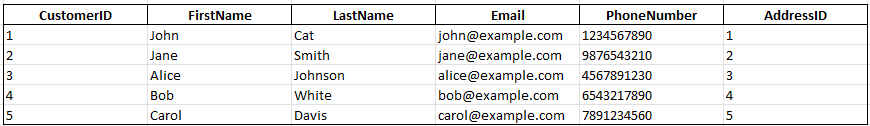 CustomerID FirstName LastName Email PhoneNumber AddressID
1 John Cat john@example.com 1234567890 1
2 Jane Smith jane@example.com 9876543210 2
3 Alice Johnson alice@example.com 4567891230 3
4 Bob White bob@example.com 6543217890 4
5 Carol Davis carol@example.com 7891234560 5